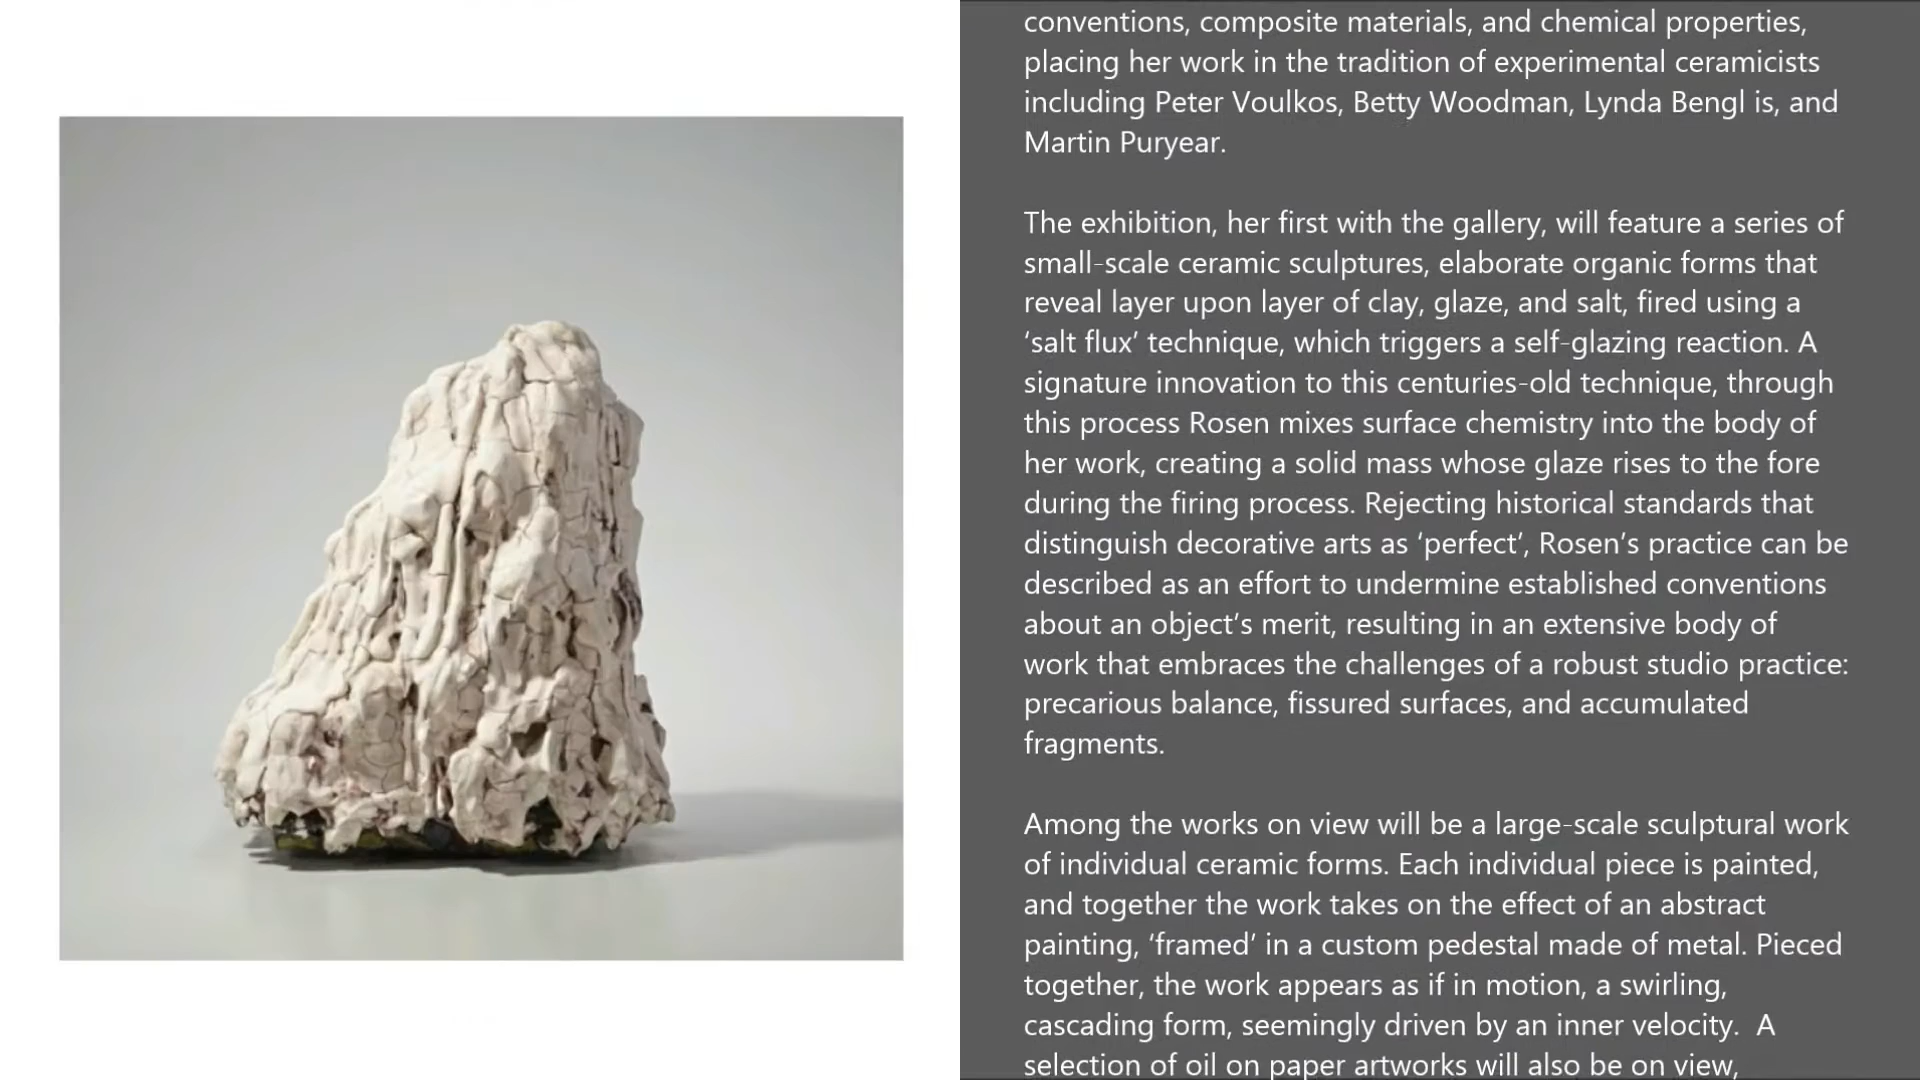 conventions, composite materials, and chemical properties,
placing her work in the tradition of experimental ceramicists
including Peter Voulkos, Betty Woodman, Lynda Bengl is, and
Martin Puryear.
The exhibition, her first with the gallery, will feature a series of
small-scale ceramic sculptures, elaborate organic forms that
reveal layer upon layer of clay, glaze, and salt, fired using a
‘salt flux’ technique, which triggers a self-glazing reaction. A
signature innovation to this centuries-old technique, through
this process Rosen mixes surface chemistry into the body of
her work, creating a solid mass whose glaze rises to the fore
during the firing process. Rejecting historical standards that
distinguish decorative arts as ‘perfect’, Rosen’s practice can be
described as an effort to undermine established conventions
about an object’s merit, resulting in an extensive body of
work that embraces the challenges of a robust studio practice:
precarious balance, fissured surfaces, and accumulated
fragments.
Among the works on view will be a large-scale sculptural work
of individual ceramic forms. Each individual piece is painted,
and together the work takes on the effect of an abstract
painting, ‘framed’ in a custom pedestal made of metal. Pieced
together, the work appears as if in motion, a swirling,
cascading form, seemingly driven by an inner velocity.  A
selection of oil on paper artworks will also be on view,